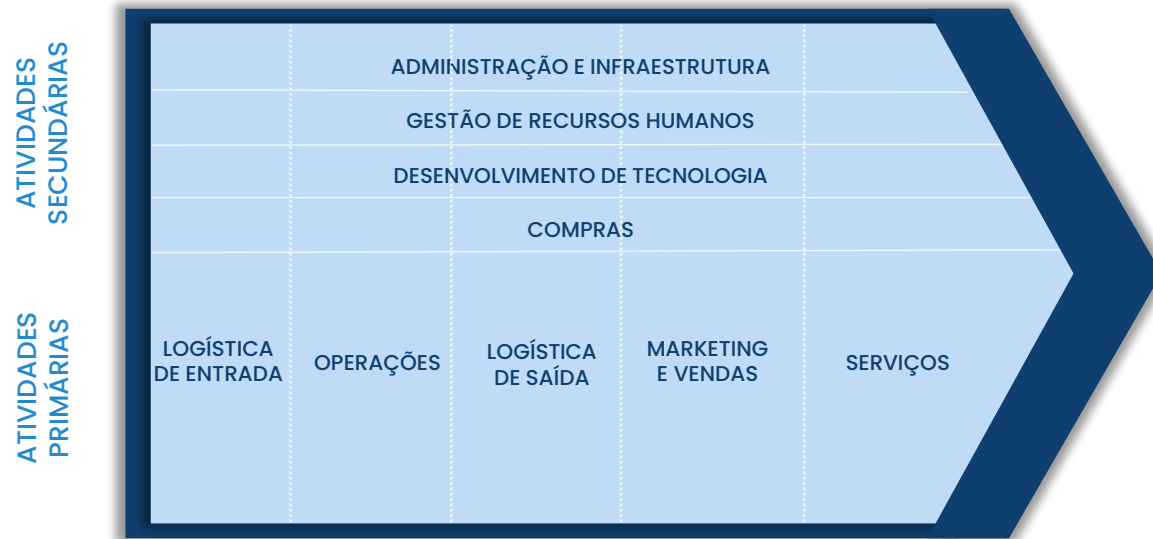 ATIVIDADES
SECUNDÁRIAS
ADMINISTRAÇÃO E INFRAESTRUTURA
GESTÃO DE RECURSOS HUMANOS
DESENVOLVIMENTO DE TECNOLOGIA
COMPRAS
ATIVIDADES
PRIMÁRIAS
LOGÍSTICA
DE ENTRADA
OPERAÇÕES
LOGÍSTICA
DE SAÍDA
MARKETING
E VENDAS
SERVIÇOS